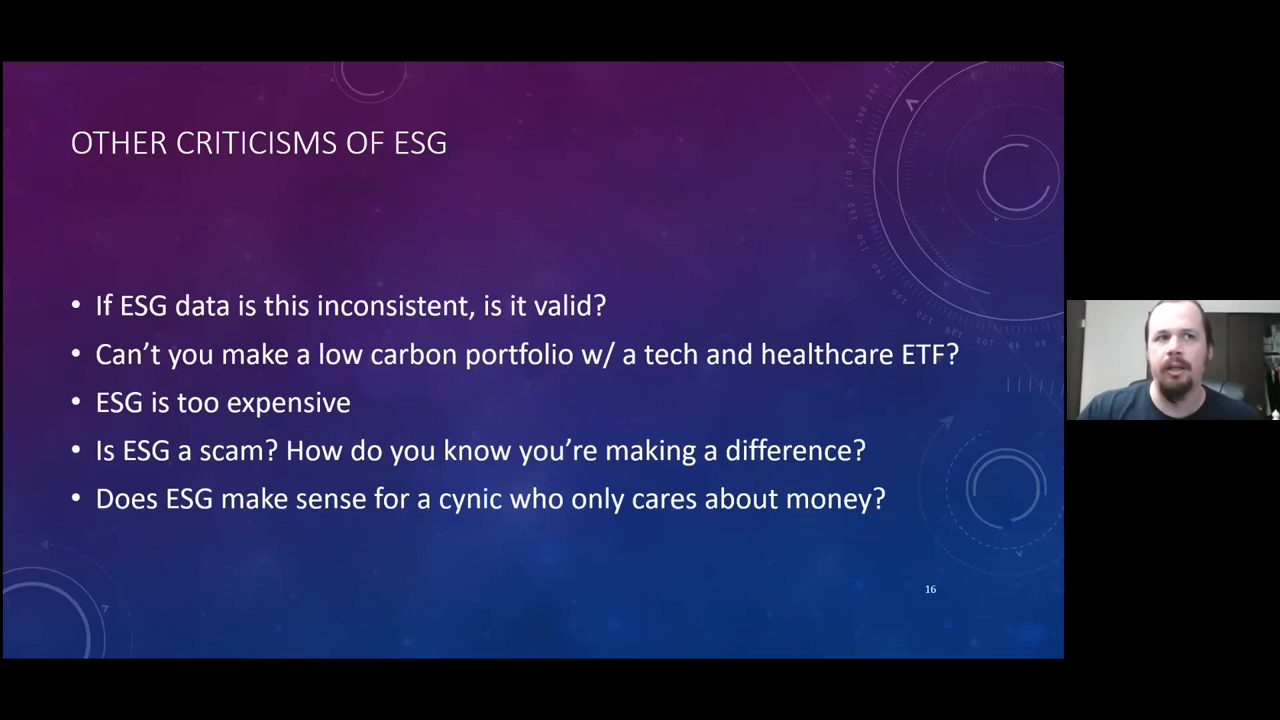 OTHER CRITICISMS OF ESG
• If ESG data is this inconsistent, is it valid?
• Can’t you make a low carbon portfolio w/ a tech and healthcare ETF?
• ESG is too expensive
• Is ESG a scam? How do you know you’re making a difference?
• Does ESG make sense for a cynic who only cares about money?
16